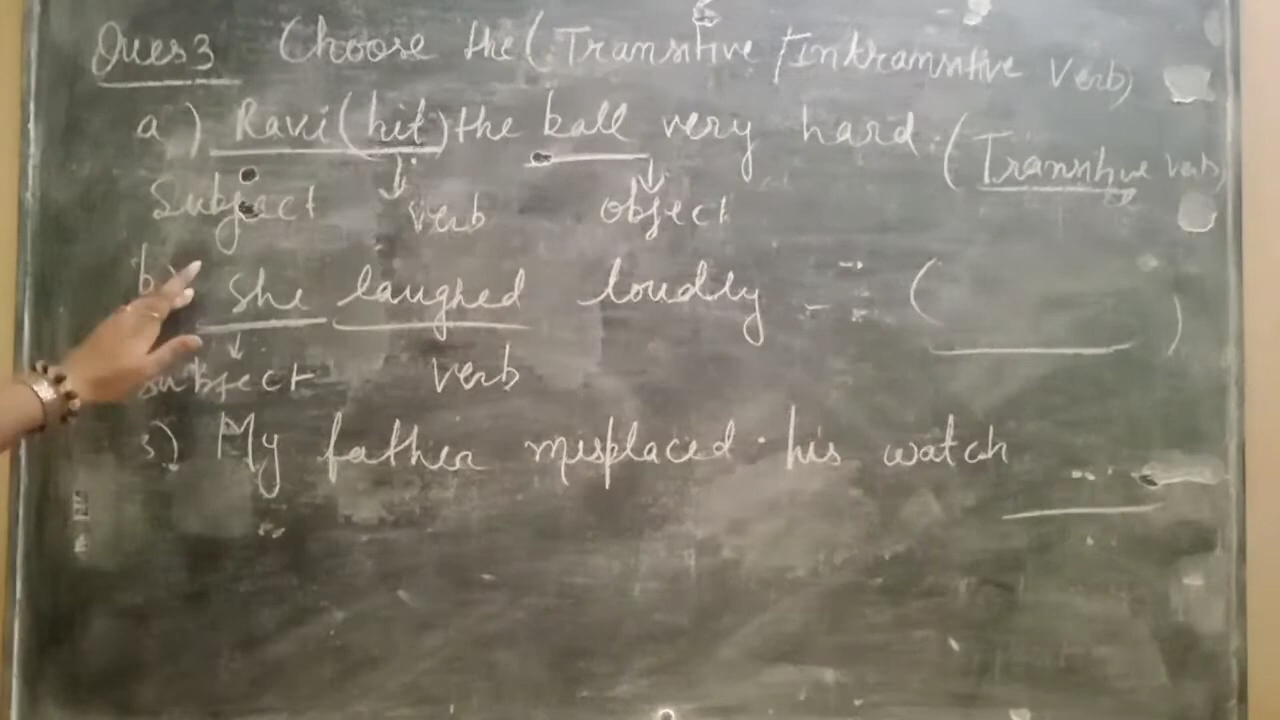 Ques3 Choose the (Transitive /Intransitive Verb)
a) Ravi (hit) the ball very hard. (Transitive verb)
Subject verb object
b) She laughed loudly - = ( )
Subject verb
3) My father misplaced his watch